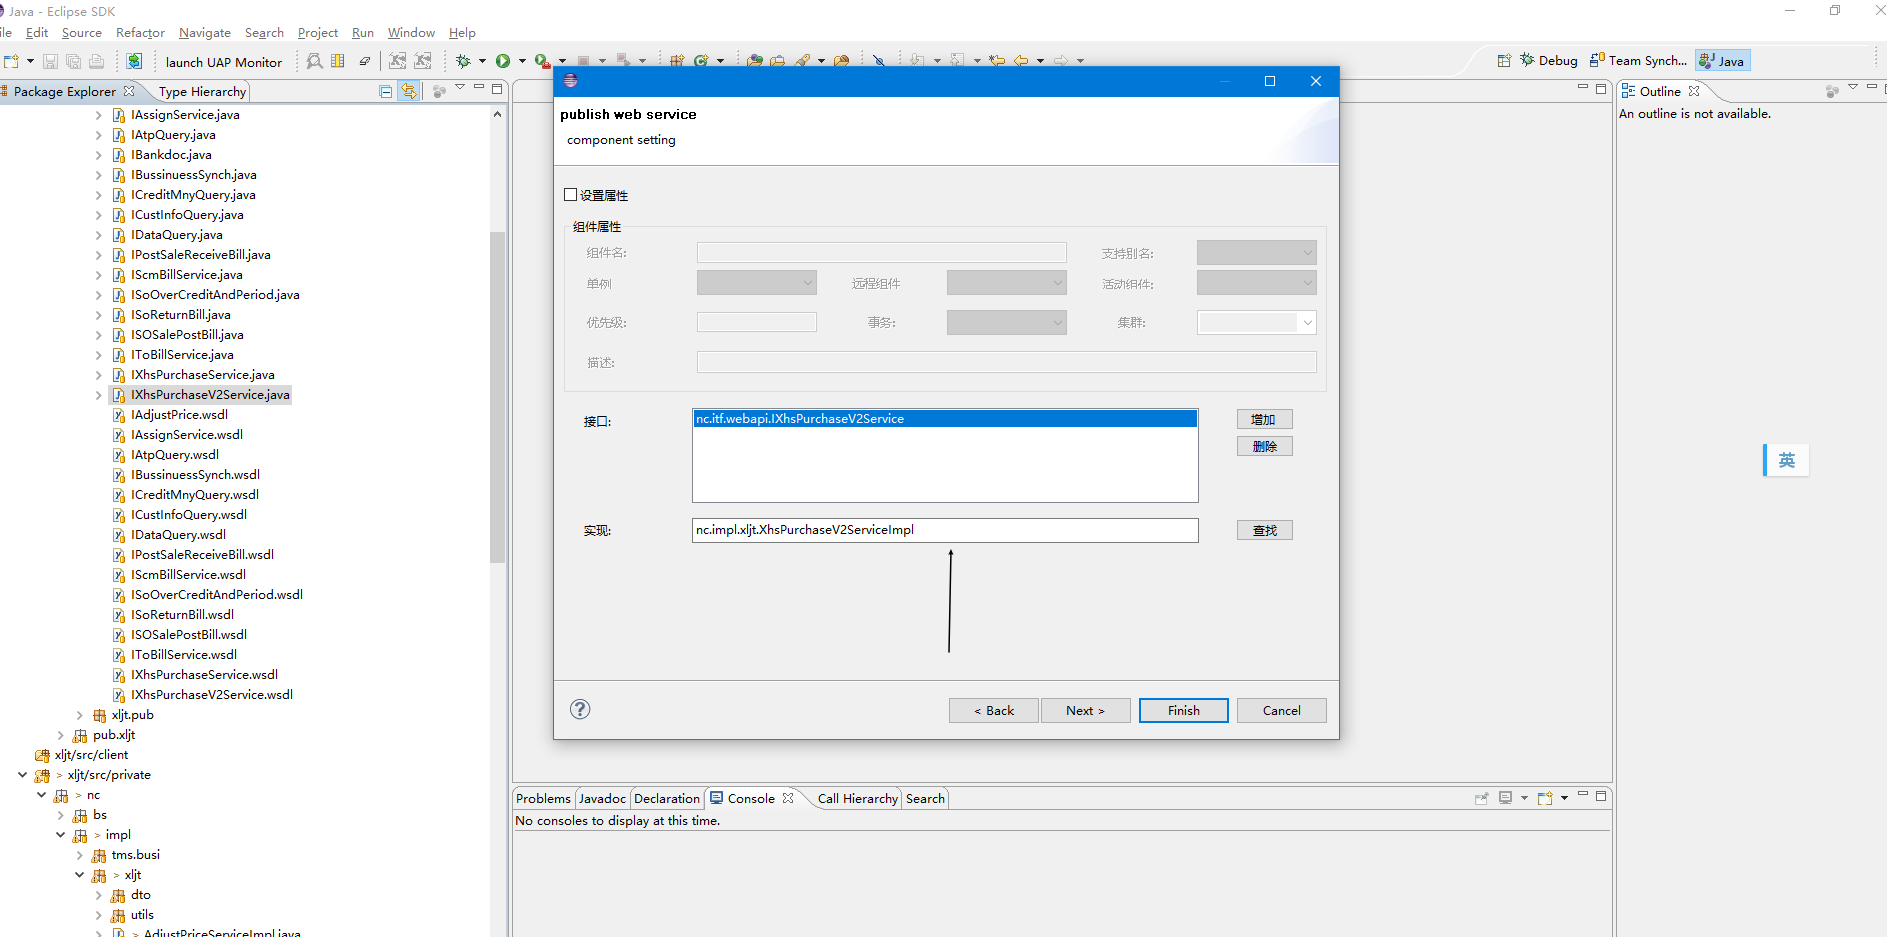 Java - Eclipse SDK
ile Edit Source Refactor Navigate Search Project Run Window Help
launch UAP Monitor
Debug
Team Synch...
Java
Package Explorer
Type Hierarchy
IAssignService.java
IAtpQuery.java
IBankdoc.java
IBussinuessSynch.java
ICreditMnyQuery.java
ICustInfoQuery.java
IDataQuery.java
IPostSaleReceiveBill.java
IScmBillService.java
ISoOverCreditAndPeriod.java
ISoReturnBill.java
ISOSalePostBill.java
IToBillService.java
IXhsPurchaseService.java
IXhsPurchaseV2Service.java
IAdjustPrice.wsdl
IAssignService.wsdl
IAtpQuery.wsdl
IBussinuessSynch.wsdl
ICreditMnyQuery.wsdl
ICustInfoQuery.wsdl
IDataQuery.wsdl
IPostSaleReceiveBill.wsdl
IScmBillService.wsdl
ISoOverCreditAndPeriod.wsdl
ISoReturnBill.wsdl
ISOSalePostBill.wsdl
IToBillService.wsdl
IXhsPurchaseService.wsdl
IXhsPurchaseV2Service.wsdl
xljt.pub
pub.xljt
xljt/src/client
> xljt/src/private
> nc
bs
> impl
tms.busi
> xljt
dto
utils
> AdjustPriceServiceImpl.java
publish web service
component setting
设置属性
组件属性
组件名:
支持别名:
单例
远程组件
活动组件:
优先级:
事务:
集群:
描述:
接口:
nc.itf.webapi.IXhsPurchaseV2Service
增加
删除
实现:
nc.impl.xljt.XhsPurchaseV2ServiceImpl
查找
?
< Back
Next >
Finish
Cancel
Outline
An outline is not available.
英
Problems
Javadoc
Declaration
Console
Call Hierarchy
Search
No consoles to display at this time.